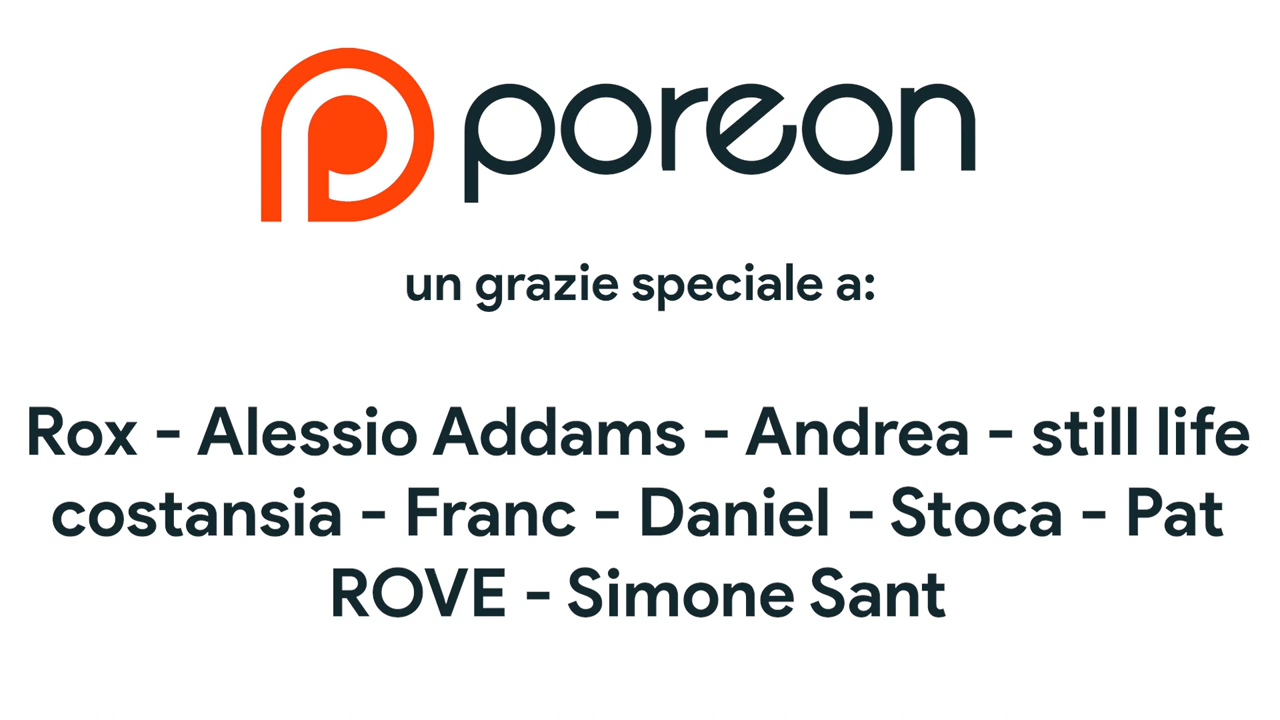 poreon
un grazie speciale a:
Rox - Alessio Addams - Andrea - still life
costansia - Franc - Daniel - Stoca - Pat
ROVE - Simone Sant